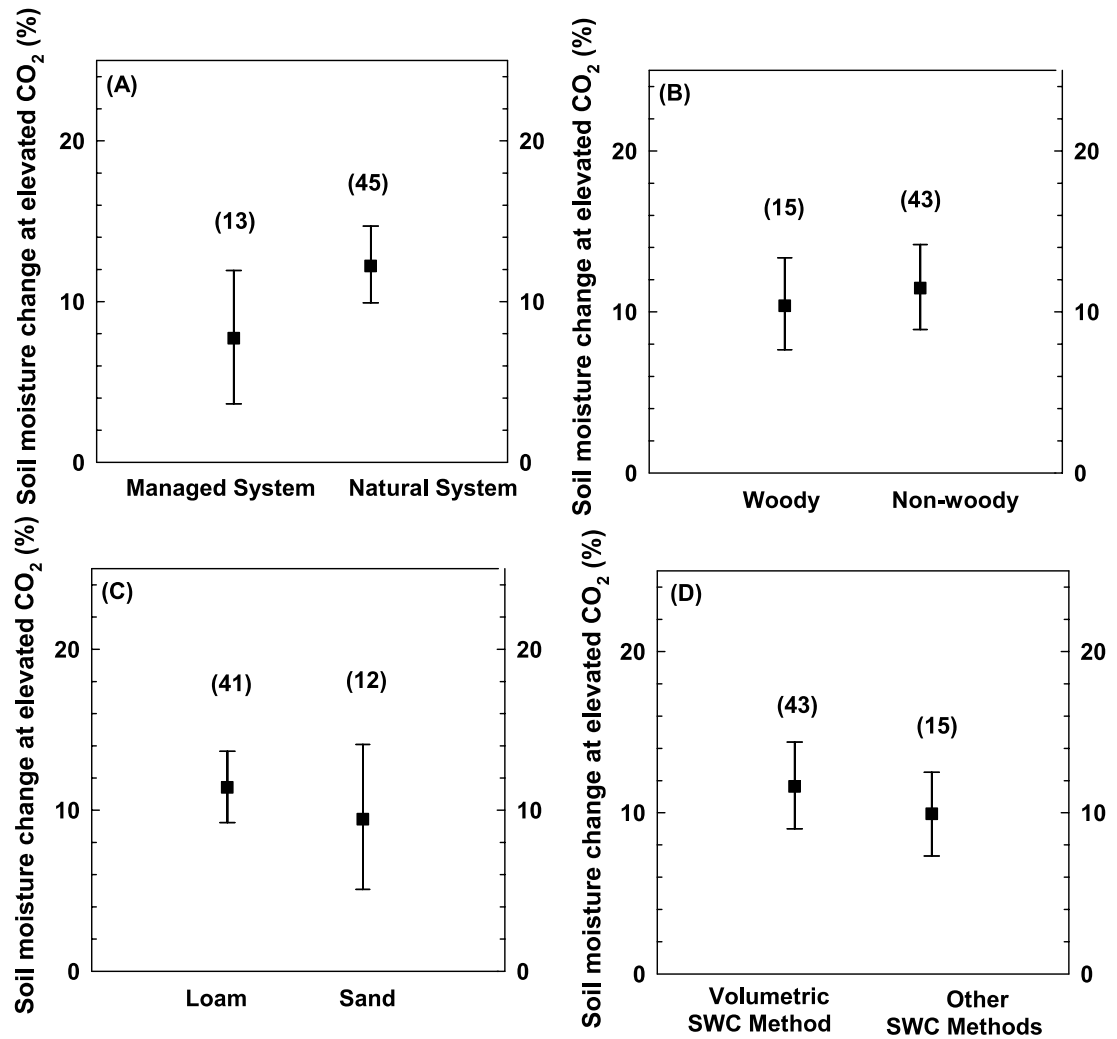 Soil moisture change at elevated CO₂ (%)
(A)
20
10
0
20
10
0
(13)
(45)
Managed System
Natural System
Soil moisture change at elevated CO₂ (%)
(B)
20
10
0
20
10
0
(15)
(43)
Woody
Non-woody
Soil moisture change at elevated CO₂ (%)
(C)
20
10
0
20
10
0
(41)
(12)
Loam
Sand
Soil moisture change at elevated CO₂ (%)
(D)
20
10
0
20
10
0
(43)
(15)
Volumetric
SWC Method
Other
SWC Methods